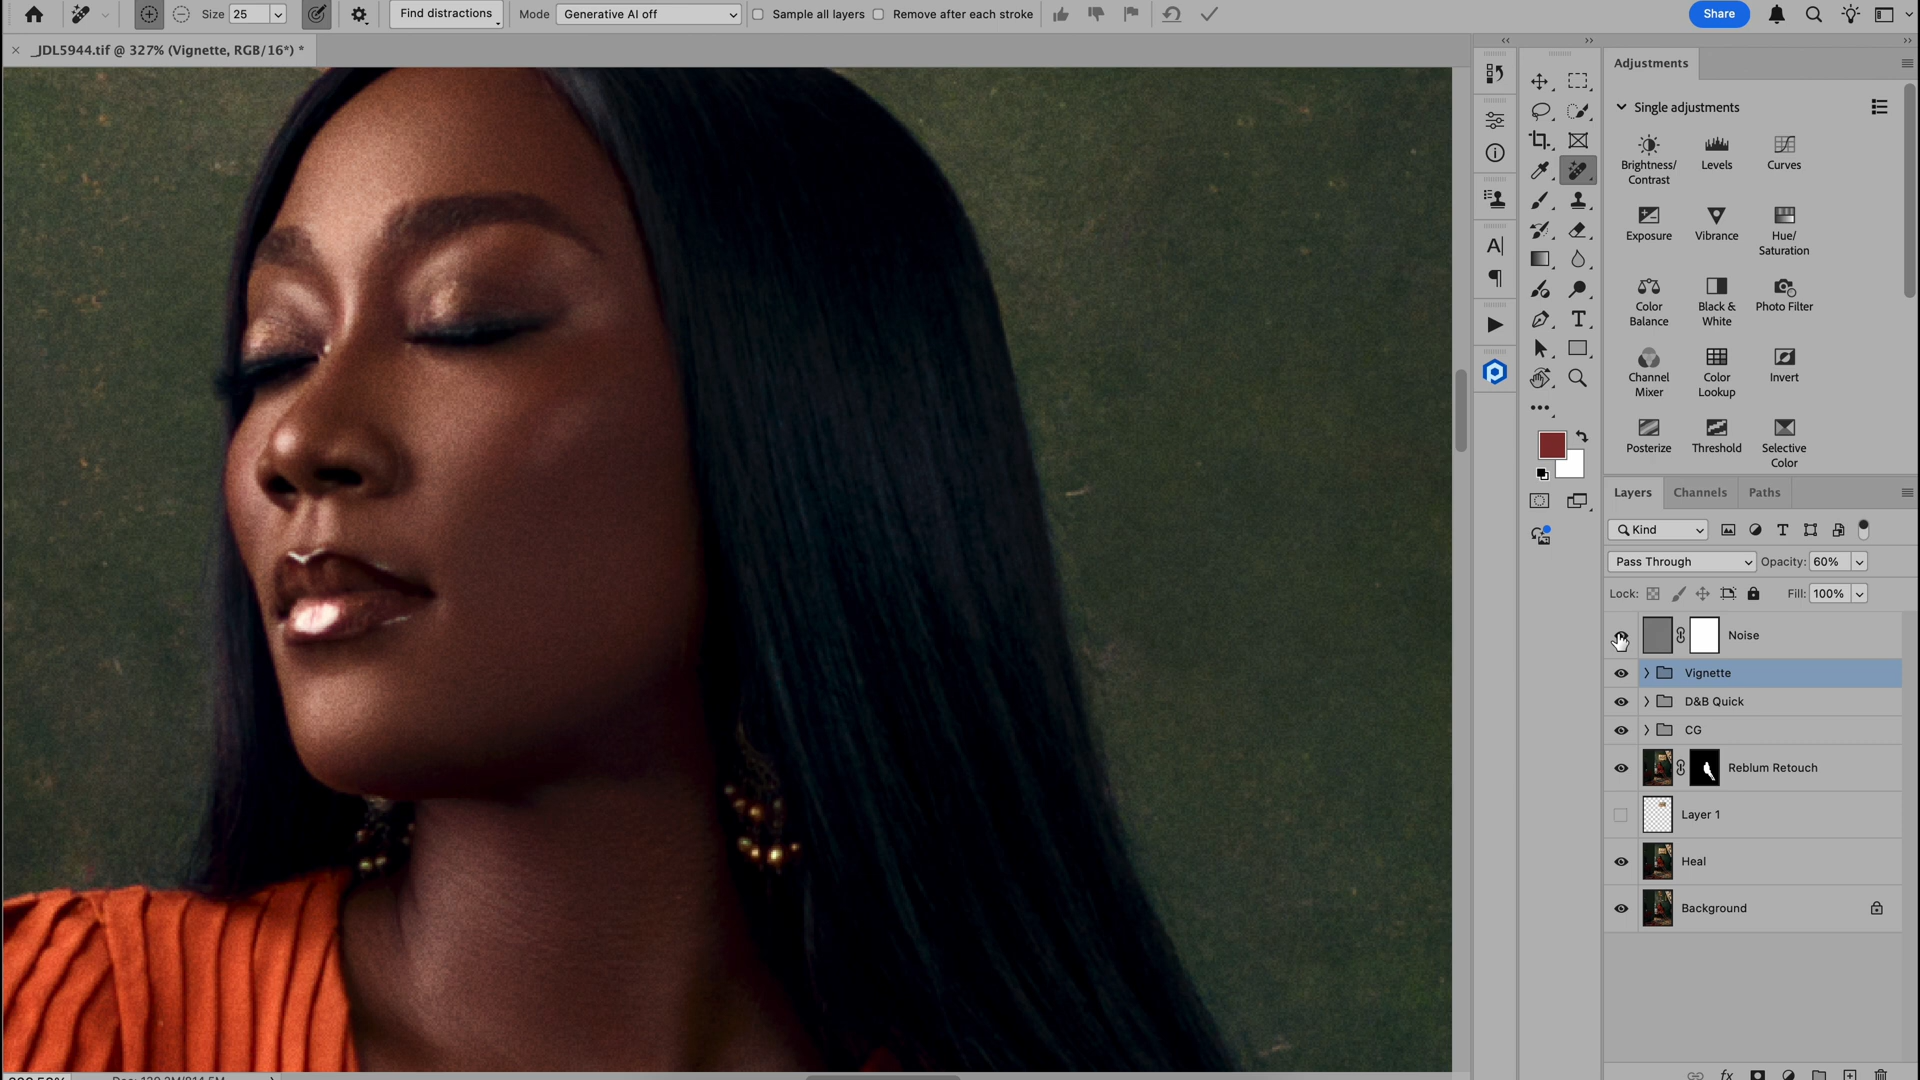 Size 25 Find distractions Mode Generative AI off Sample all layers Remove after each stroke Share
_JDL5944.tif @ 327% (Vignette, RGB/16*) *
Adjustments
Single adjustments
Brightness/
Contrast
Levels
Curves
Exposure
Vibrance
Hue/
Saturation
Color
Balance
Black &
White
Photo Filter
Channel
Mixer
Color
Lookup
Invert
Posterize
Threshold
Selective
Color
Layers Channels Paths
Kind
Pass Through Opacity: 60%
Lock: Fill: 100%
Noise
Vignette
D&B Quick
CG
Reblum Retouch
Layer 1
Heal
Background